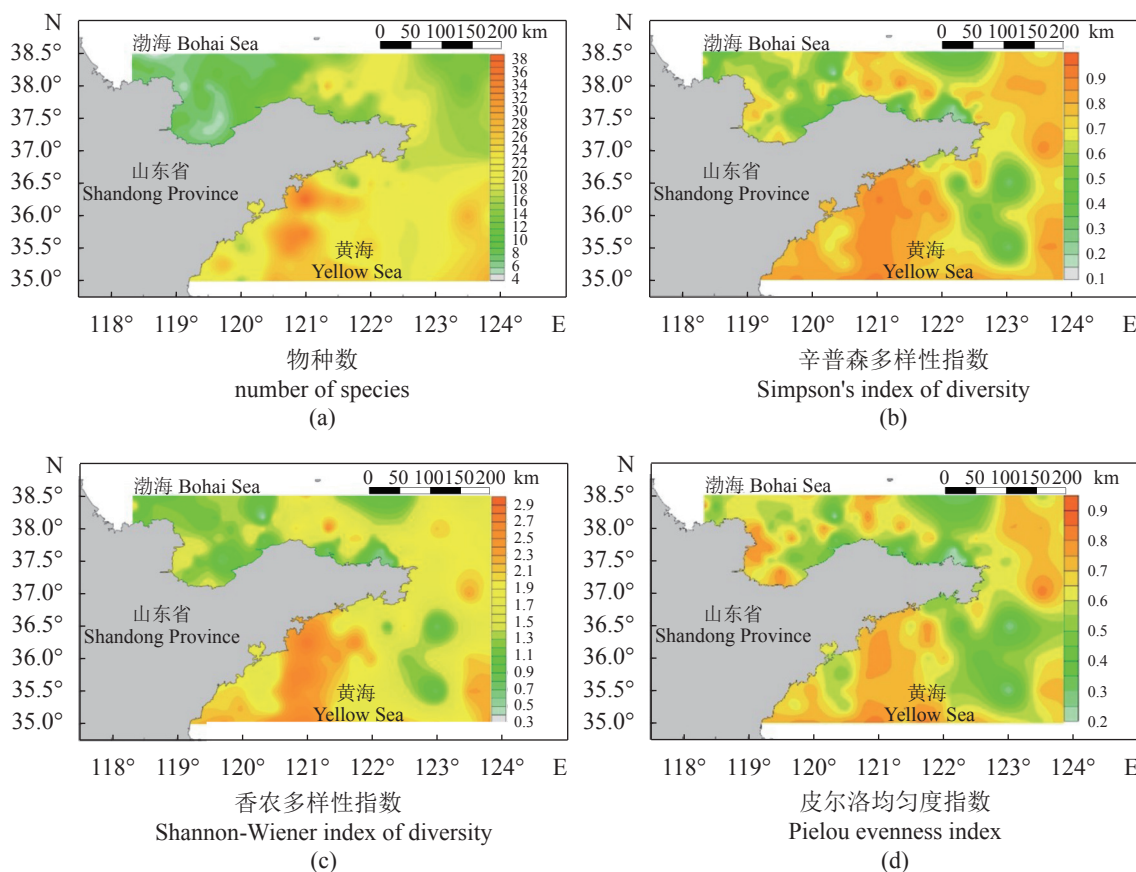 N
渤海 Bohai Sea
0 50 100 150 200 km
38.5°
38.0°
37.5°
37.0°
36.5°
36.0°
35.5°
35.0°
山东省
Shandong Province
黄海
Yellow Sea
38
36
34
32
30
28
26
24
22
20
18
16
14
12
10
8
6
4
118° 119° 120° 121° 122° 123° 124° E
物种数
number of species
(a)
N
渤海 Bohai Sea
0 50 100 150 200 km
38.5°
38.0°
37.5°
37.0°
36.5°
36.0°
35.5°
35.0°
山东省
Shandong Province
黄海
Yellow Sea
0.9
0.8
0.7
0.6
0.5
0.4
0.3
0.2
0.1
118° 119° 120° 121° 122° 123° 124° E
辛普森多样性指数
Simpson's index of diversity
(b)
N
渤海 Bohai Sea
0 50 100 150 200 km
38.5°
38.0°
37.5°
37.0°
36.5°
36.0°
35.5°
35.0°
山东省
Shandong Province
黄海
Yellow Sea
2.9
2.7
2.5
2.3
2.1
1.9
1.7
1.5
1.3
1.1
0.9
0.7
0.5
0.3
118° 119° 120° 121° 122° 123° 124° E
香农多样性指数
Shannon-Wiener index of diversity
(c)
N
渤海 Bohai Sea
0 50 100 150 200 km
38.5°
38.0°
37.5°
37.0°
36.5°
36.0°
35.5°
35.0°
山东省
Shandong Province
黄海
Yellow Sea
0.9
0.8
0.7
0.6
0.5
0.4
0.3
0.2
118° 119° 120° 121° 122° 123° 124° E
皮尔洛均匀度指数
Pielou evenness index
(d)